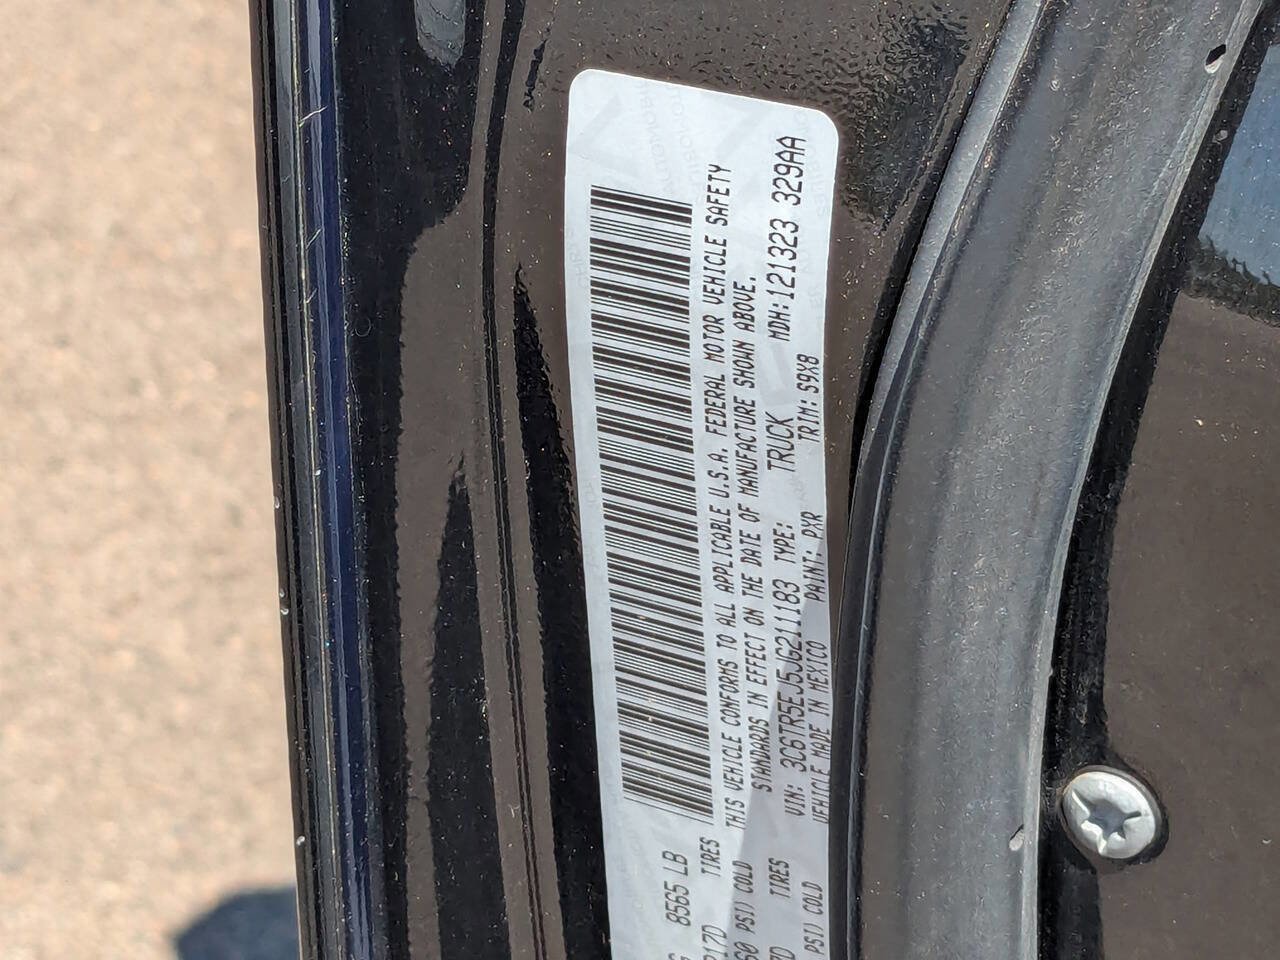 8565 LB
217D TIRES
60 PSI) COLD
TIRES
PSI) COLD
THIS VEHICLE CONFORMS TO ALL APPLICABLE U.S.A. FEDERAL MOTOR VEHICLE SAFETY
STANDARDS IN EFFECT ON THE DATE OF MANUFACTURE SHOWN ABOVE.
VIN: 3C6TR5EJ5JG211183 TYPE: TRUCK MDH:121323 329AA
VEHICLE MADE IN MEXICO PAINT: PXR TRIM: S9X8